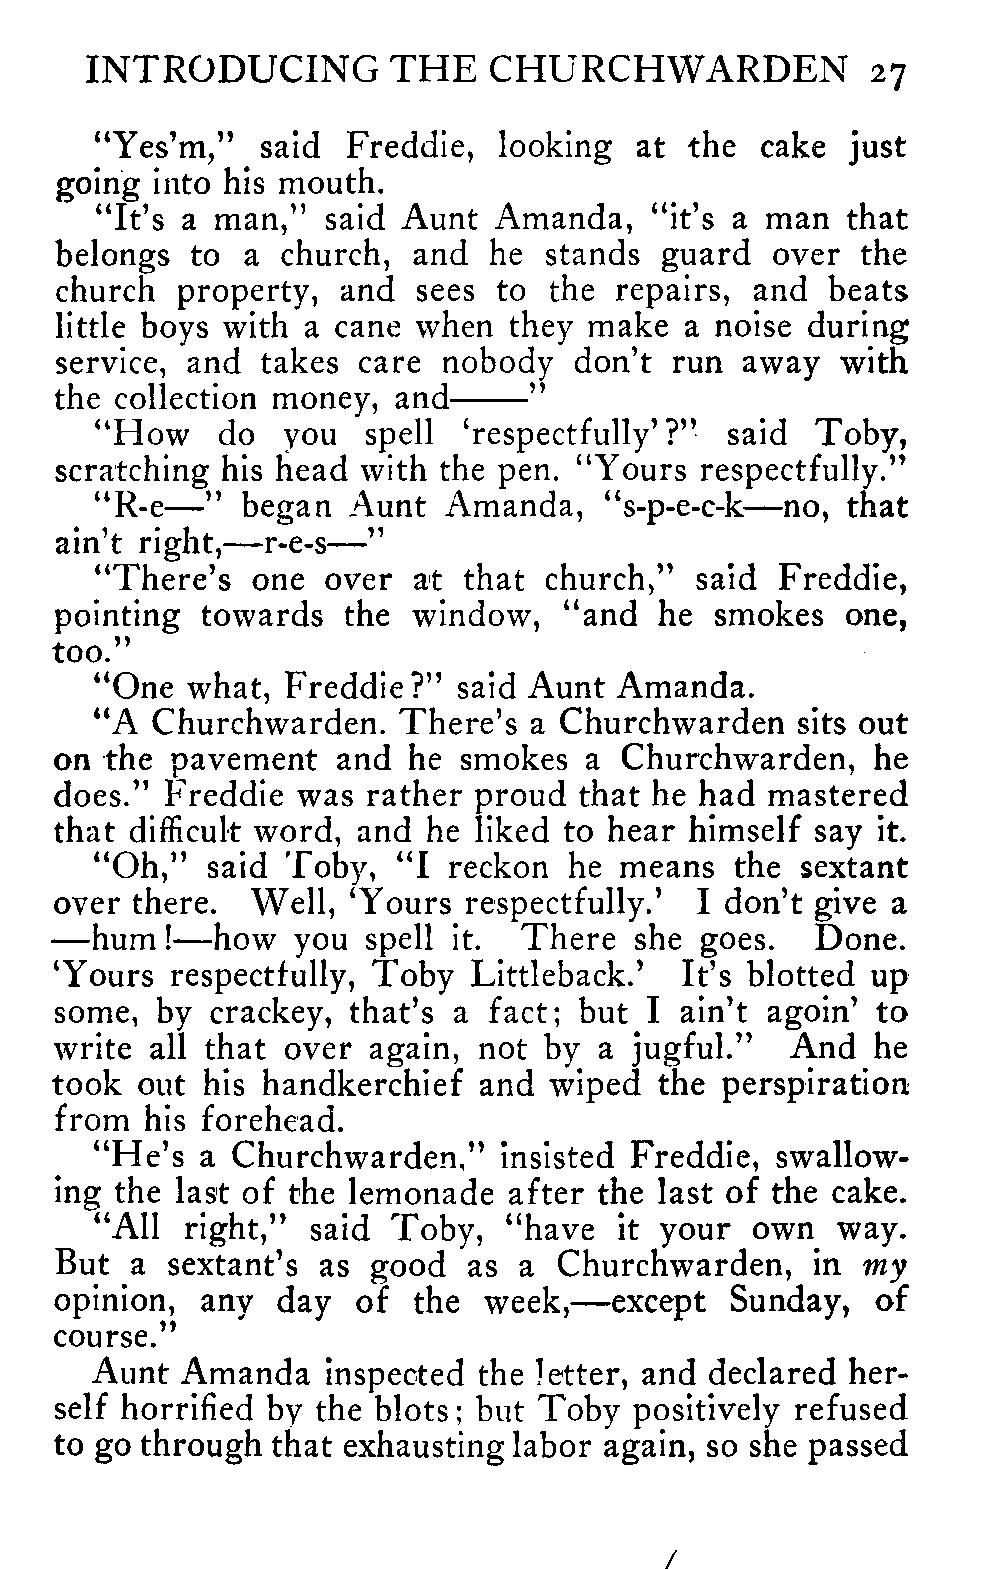 INTRODUCING THE CHURCHWARDEN 27
"Yes'm," said Freddie, looking at the cake just
going into his mouth.
"It's a man," said Aunt Amanda, "it's a man that
belongs to a church, and he stands guard over the
church property, and sees to the repairs, and beats
little boys with a cane when they make a noise during
service, and takes care nobody don't run away with
the collection money, and——"
"How do you spell 'respectfully'?" said Toby,
scratching his head with the pen. "Yours respectfully."
"R-e—" began Aunt Amanda, "s-p-e-c-k—no, that
ain't right,—r-e-s—"
"There's one over at that church," said Freddie,
pointing towards the window, "and he smokes one,
too."
"One what, Freddie?" said Aunt Amanda.
"A Churchwarden. There's a Churchwarden sits out
on the pavement and he smokes a Churchwarden, he
does." Freddie was rather proud that he had mastered
that difficult word, and he liked to hear himself say it.
"Oh," said Toby, "I reckon he means the sextant
over there. Well, 'Yours respectfully.' I don't give a
—hum!—how you spell it. There she goes. Done.
'Yours respectfully, Toby Littleback.' It's blotted up
some, by crackey, that's a fact; but I ain't agoin' to
write all that over again, not by a jugful." And he
took out his handkerchief and wiped the perspiration
from his forehead.
"He's a Churchwarden," insisted Freddie, swallow-
ing the last of the lemonade after the last of the cake.
"All right," said Toby, "have it your own way.
But a sextant's as good as a Churchwarden, in my
opinion, any day of the week,—except Sunday, of
course."
Aunt Amanda inspected the letter, and declared her-
self horrified by the blots; but Toby positively refused
to go through that exhausting labor again, so she passed